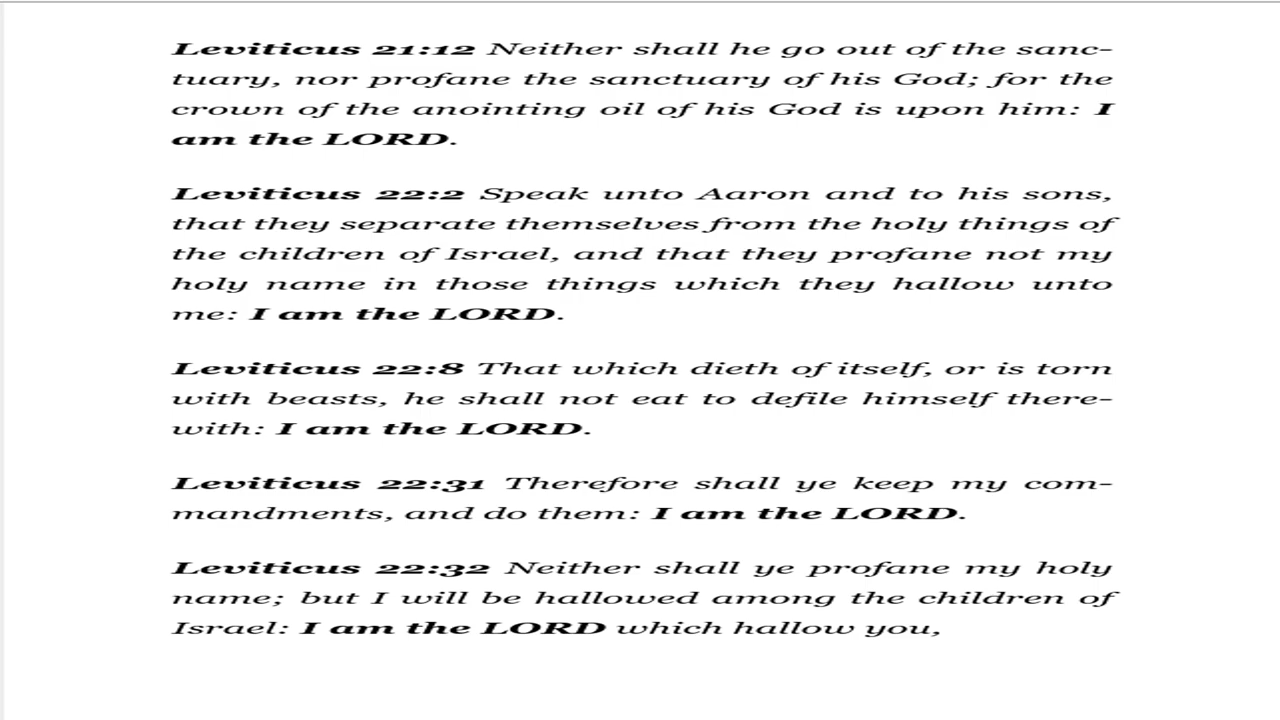 Leviticus 21:12 Neither shall he go out of the sanc-
tuary, nor profane the sanctuary of his God; for the
crown of the anointing oil of his God is upon him: I
am the LORD.
Leviticus 22:2 Speak unto Aaron and to his sons,
that they separate themselves from the holy things of
the children of Israel, and that they profane not my
holy name in those things which they hallow unto
me: I am the LORD.
Leviticus 22:8 That which dieth of itself, or is torn
with beasts, he shall not eat to defile himself there-
with: I am the LORD.
Leviticus 22:31 Therefore shall ye keep my com-
mandments, and do them: I am the LORD.
Leviticus 22:32 Neither shall ye profane my holy
name; but I will be hallowed among the children of
Israel: I am the LORD which hallow you,